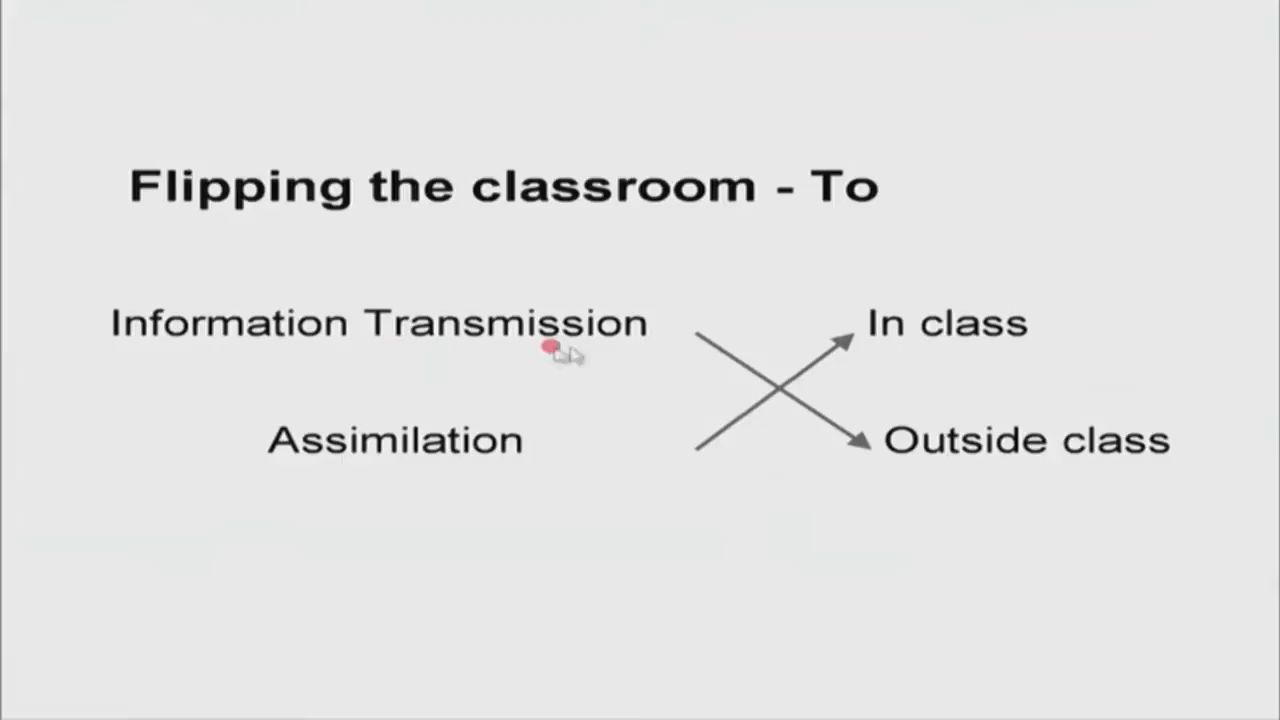 Flipping the classroom - To
Information Transmission
In class
Assimilation
Outside class